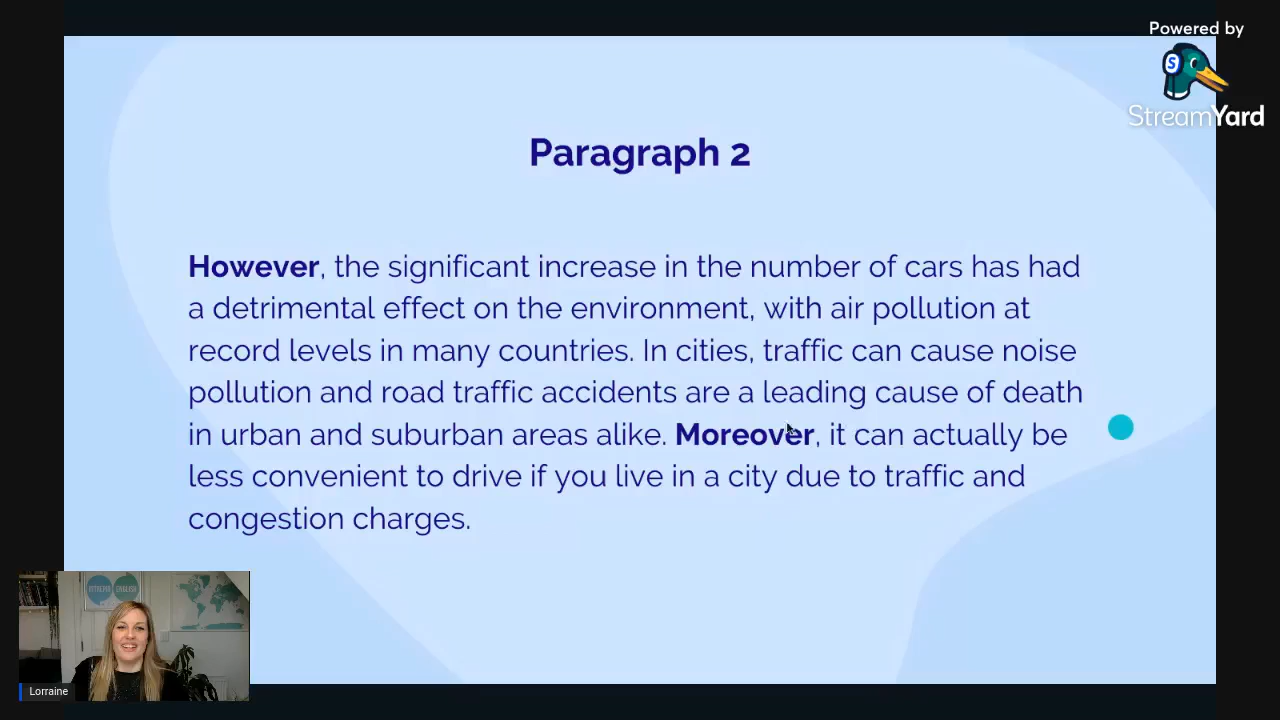 Powered by
StreamYard
Paragraph 2
However, the significant increase in the number of cars has had
a detrimental effect on the environment, with air pollution at
record levels in many countries. In cities, traffic can cause noise
pollution and road traffic accidents are a leading cause of death
in urban and suburban areas alike. Moreover, it can actually be
less convenient to drive if you live in a city due to traffic and
congestion charges.
INTREPID ENGLISH
Lorraine